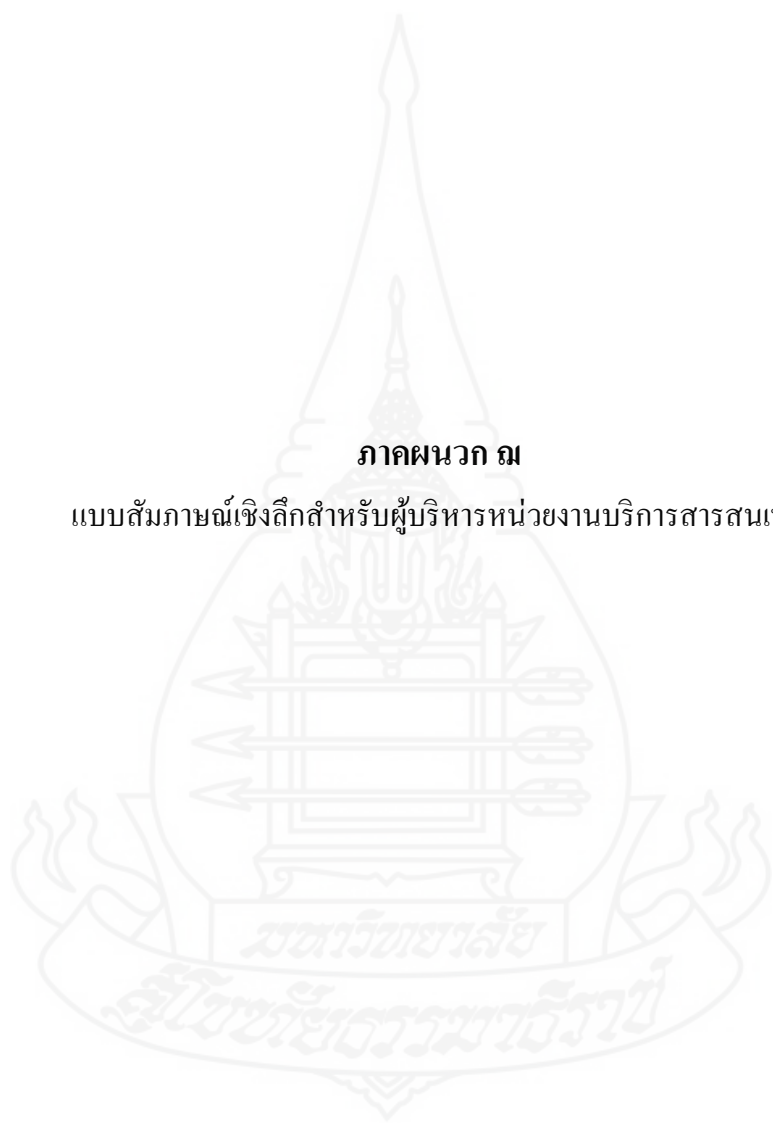 ภาคผนวก ฌ
แบบสัมภาษณ์เชิงลึกสำหรับผู้บริหารหน่วยงานบริการสารสนเ
มหาวิทยาลัย
สุโขทัยธรรมาธิราช